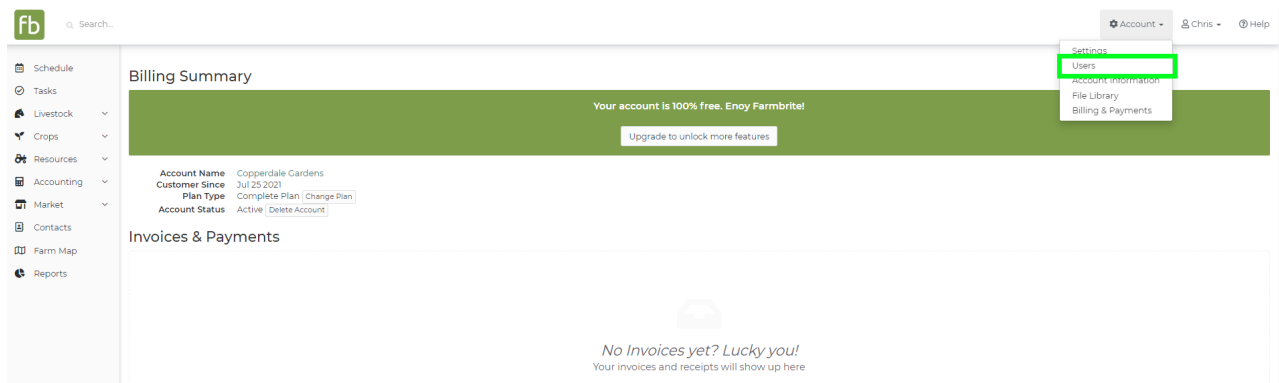 fb Search... Account Chris Help
Settings
Users
Account Information
File Library
Billing & Payments
Schedule
Tasks
Livestock
Crops
Resources
Accounting
Market
Contacts
Farm Map
Reports
Billing Summary
Your account is 100% free. Enoy Farmbrite!
Upgrade to unlock more features
Account Name Copperdale Gardens
Customer Since Jul 25 2021
Plan Type Complete Plan Change Plan
Account Status Active Delete Account
Invoices & Payments
No Invoices yet? Lucky you!
Your invoices and receipts will show up here